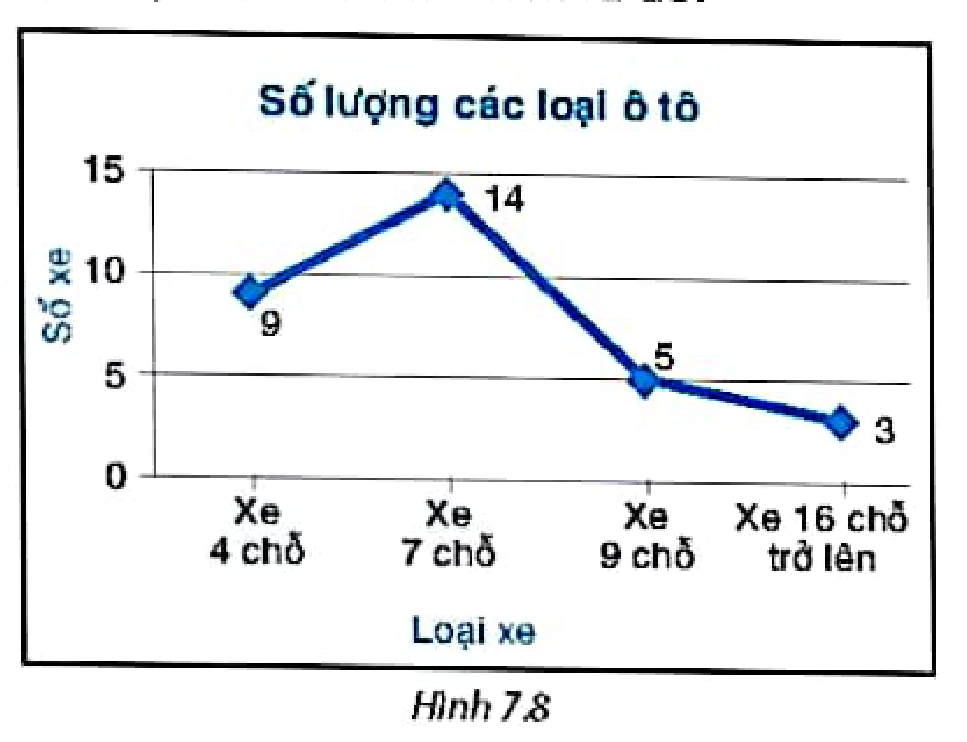 Số lượng các loại ô tô
15
14
10
Số xe
9
5
5
3
0
Xe
4 chỗ
Xe
7 chỗ
Xe
9 chỗ
Xe 16 chỗ
trở lên
Loại xe
Hình 7.8